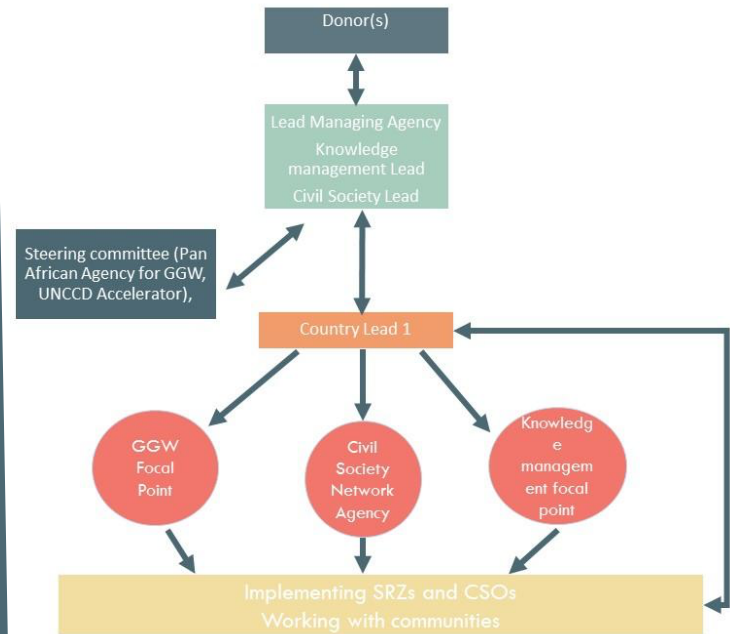 Donor(s)
Lead Managing Agency
Knowledge
management Lead
Civil Society Lead
Steering committee (Pan
African Agency for GGW,
UNCCD Accelerator),
Country Lead 1
GGW
Focal
Point
Civil
Society
Network
Agency
Knowledg
e
managem
ent focal
point
Implementing SRZs and CSOs
Working with communities